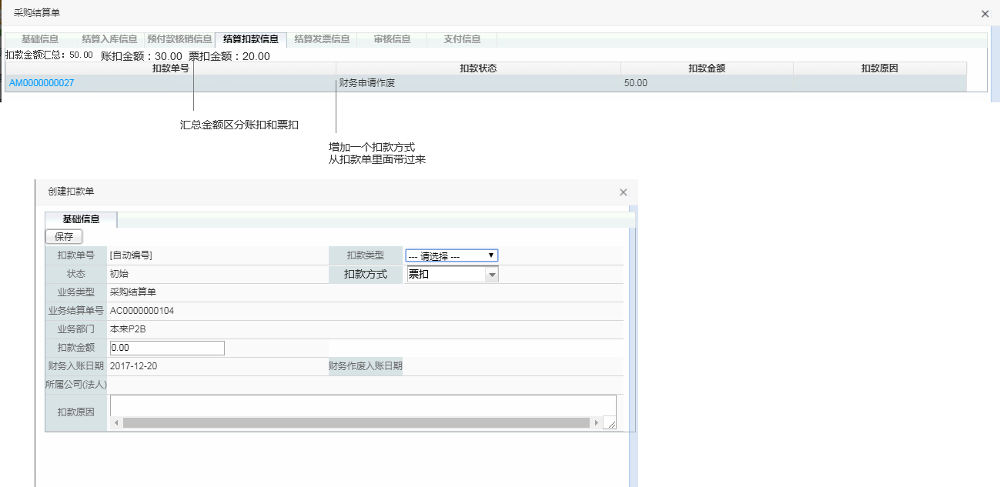 采购结算单
基础信息 结算入库信息 预付款核销信息 结算扣款信息 结算发票信息 审核信息 支付信息
扣款金额汇总: 50.00 账扣金额：30.00 票扣金额：20.00
扣款单号 扣款状态 扣款金额 扣款原因
AM0000000027 财务申请作废 50.00
汇总金额区分账扣和票扣
增加一个扣款方式
从扣款单里面带过来
创建扣款单
基础信息
保存
扣款单号 [自动编号] 扣款类型 --- 请选择 ---
状态 初始 扣款方式 票扣
业务类型 采购结算单
业务结算单号 AC0000000104
业务部门 本来P2B
扣款金额 0.00
财务入账日期 2017-12-20 财务作废入账日期
所属公司(法人)
扣款原因